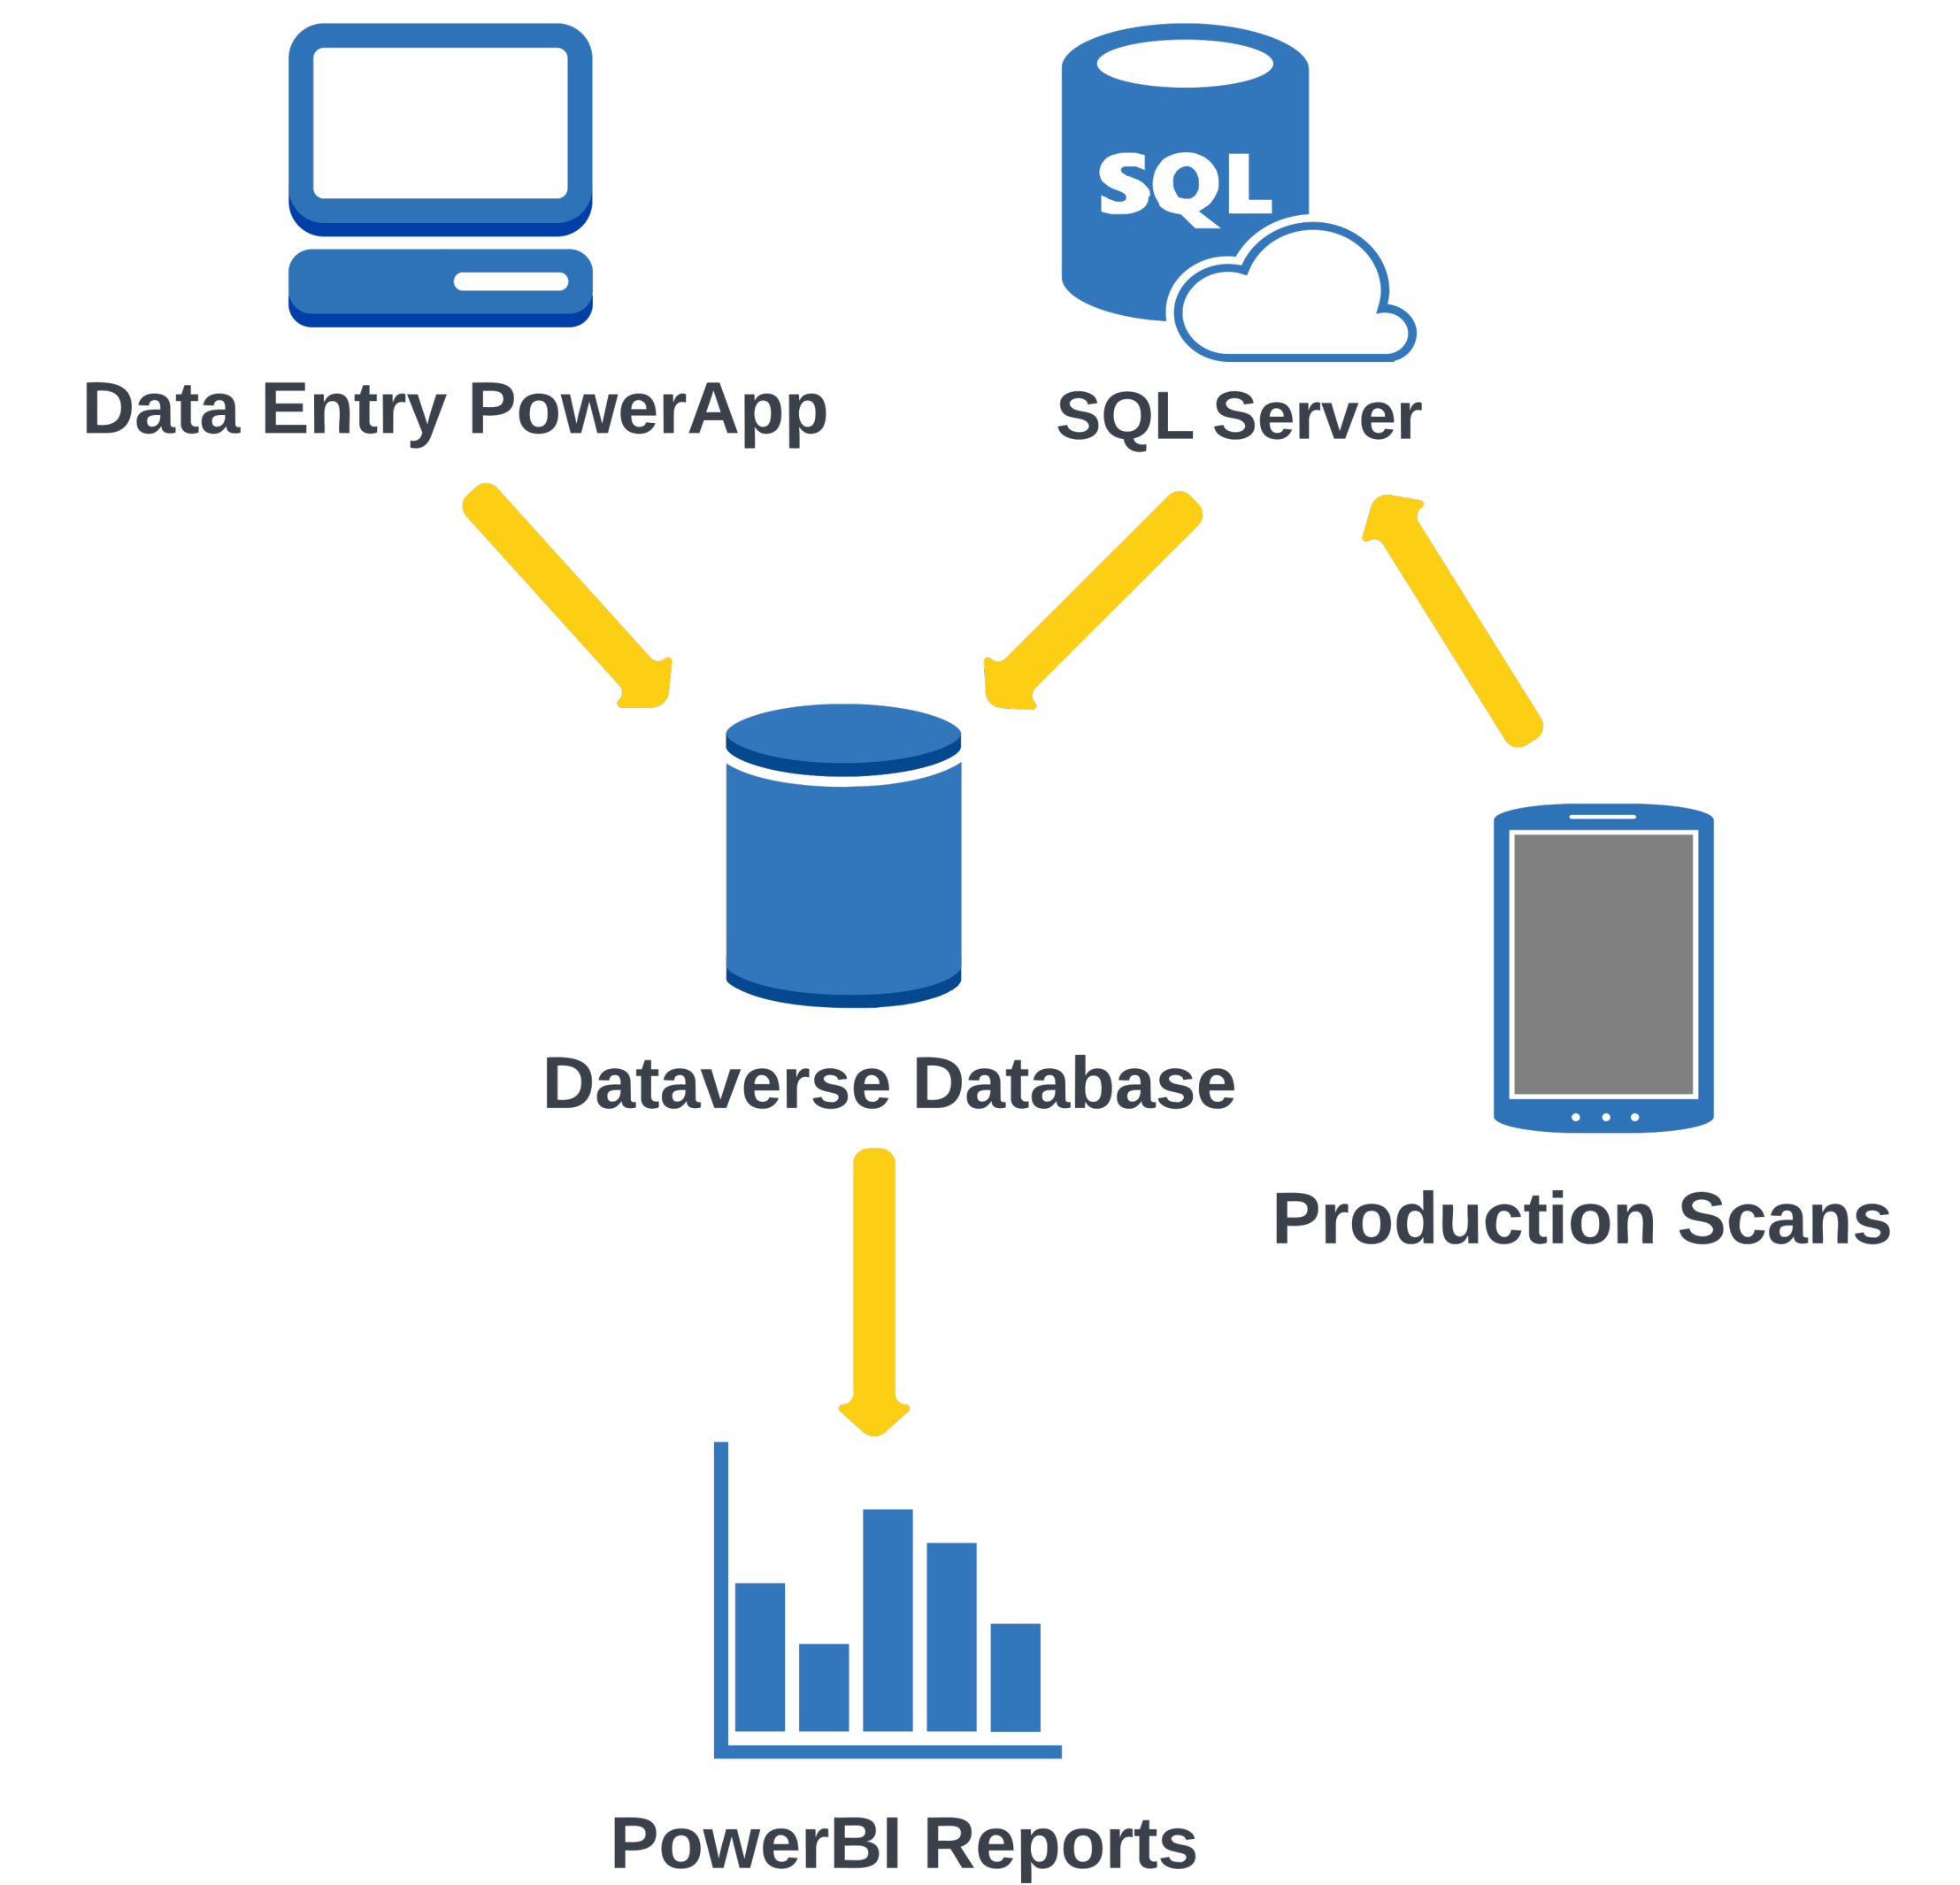 SQL
Data Entry PowerApp
SQL Server
Dataverse Database
Production Scans
PowerBI Reports